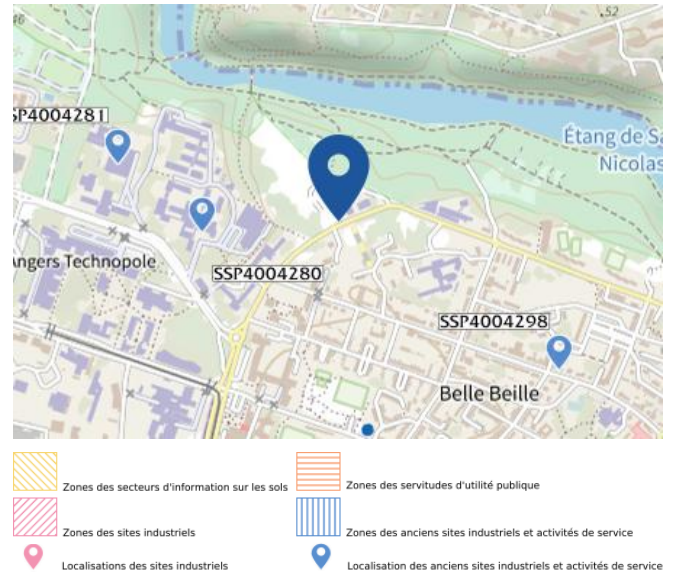 52
SP4004281
Étang de Sa
Nicolas
Angers Technopole
SSP4004280
SSP4004298
Belle Beille
Zones des secteurs d'information sur les sols
Zones des servitudes d'utilité publique
Zones des sites industriels
Zones des anciens sites industriels et activités de service
Localisations des sites industriels
Localisation des anciens sites industriels et activités de service